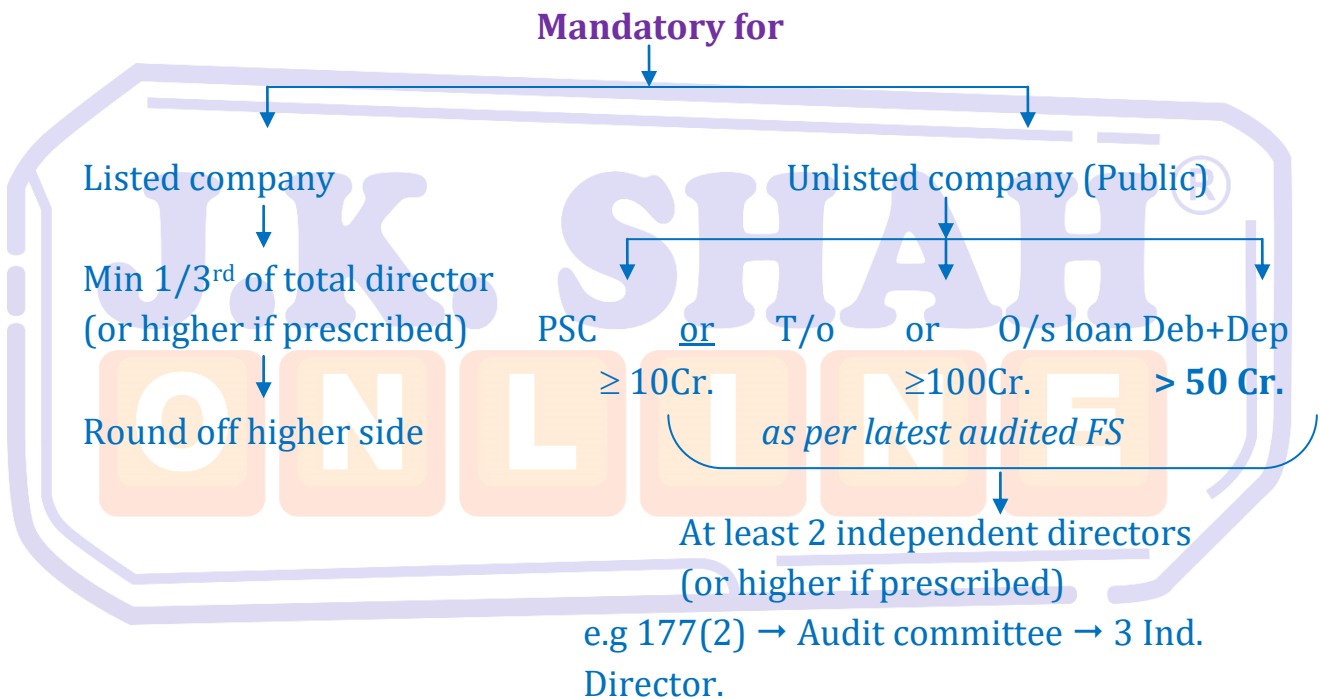 Mandatory for
Listed company
Unlisted company (Public)
Min 1/3rd of total director
(or higher if prescribed)
Round off higher side
PSC or T/o or O/s loan Deb+Dep
≥ 10Cr. ≥100Cr. > 50 Cr.
as per latest audited FS
At least 2 independent directors
(or higher if prescribed)
e.g 177(2) → Audit committee → 3 Ind.
Director.
J.K. SHAH®
ONLINE